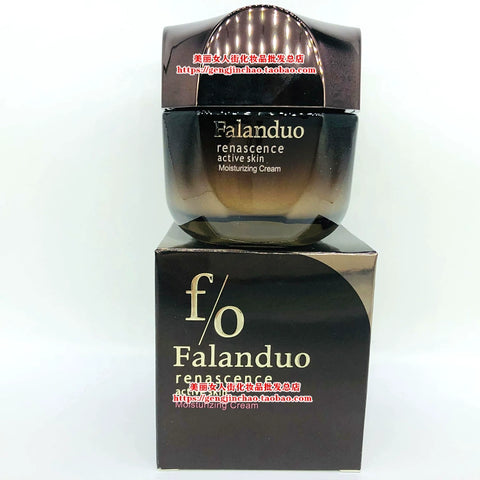 美丽女人街化妆品批发总店
https://gengjinchao.taobao.com
Falanduo
renascence
active skin
Moisturizing Cream
f/o
Falanduo
renascence
美丽女人街化妆品批发总店
active skin
https://gengjinchao.taobao.com
Moisturizing Cream